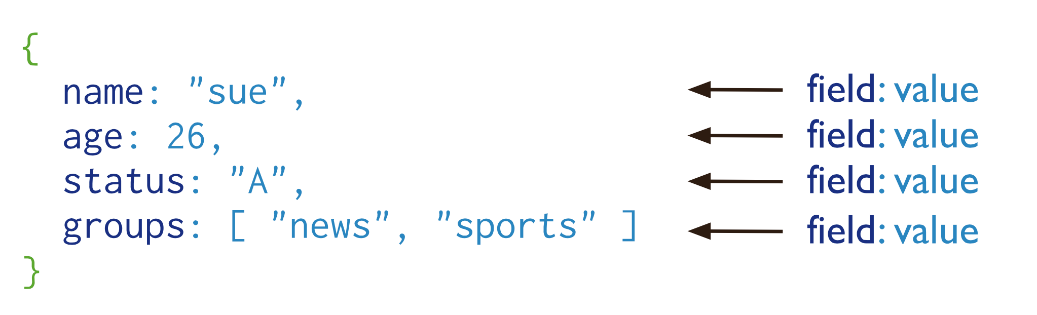 {
name: "sue", field: value
age: 26, field: value
status: "A", field: value
groups: [ "news", "sports" ] field: value
}